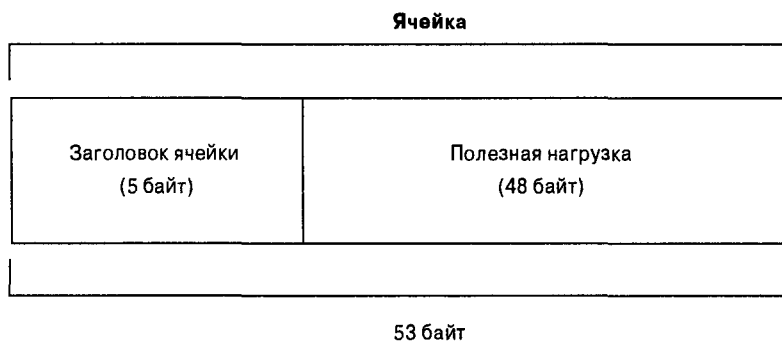 Ячейка
Заголовок ячейки
(5 байт)
Полезная нагрузка
(48 байт)
53 байт